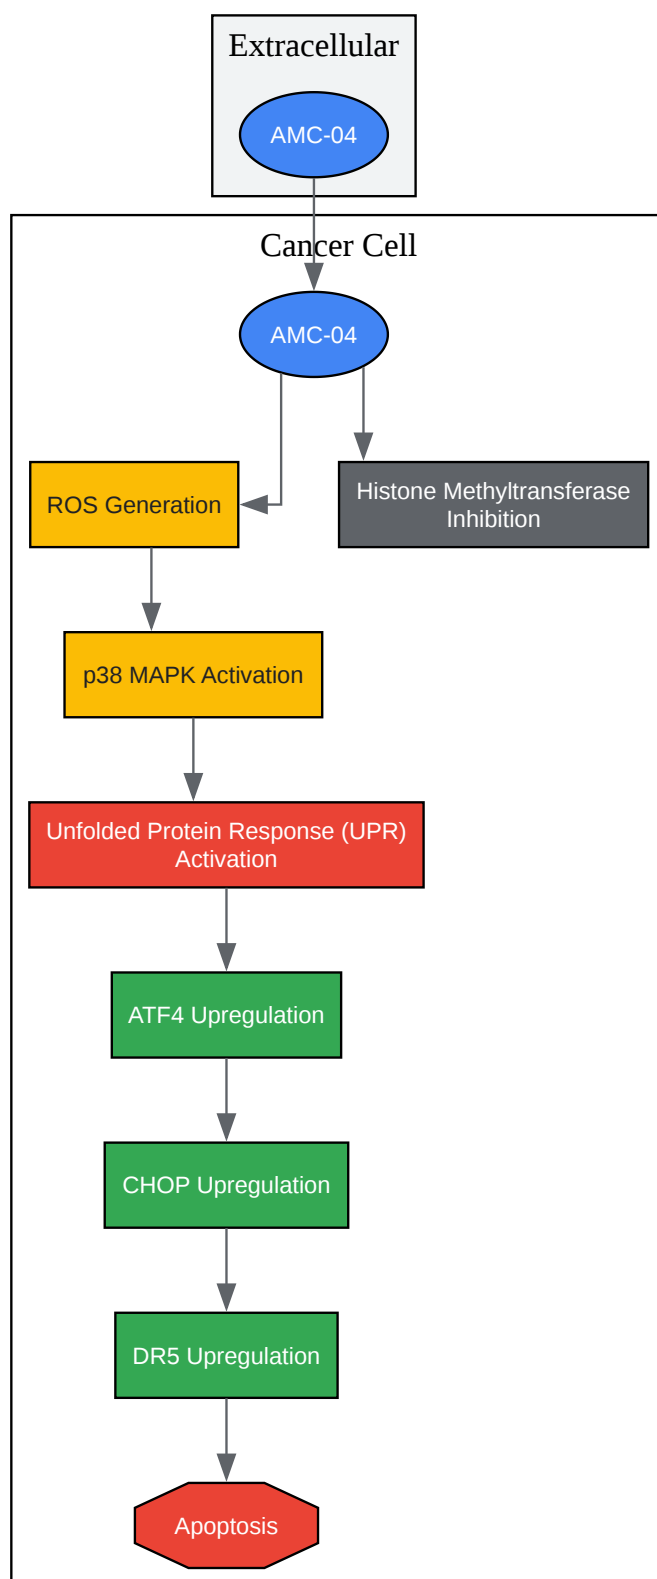 Extracellular
AMC-04
Cancer Cell
AMC-04
ROS Generation
Histone Methyltransferase
Inhibition
p38 MAPK Activation
Unfolded Protein Response (UPR)
Activation
ATF4 Upregulation
CHOP Upregulation
DR5 Upregulation
Apoptosis